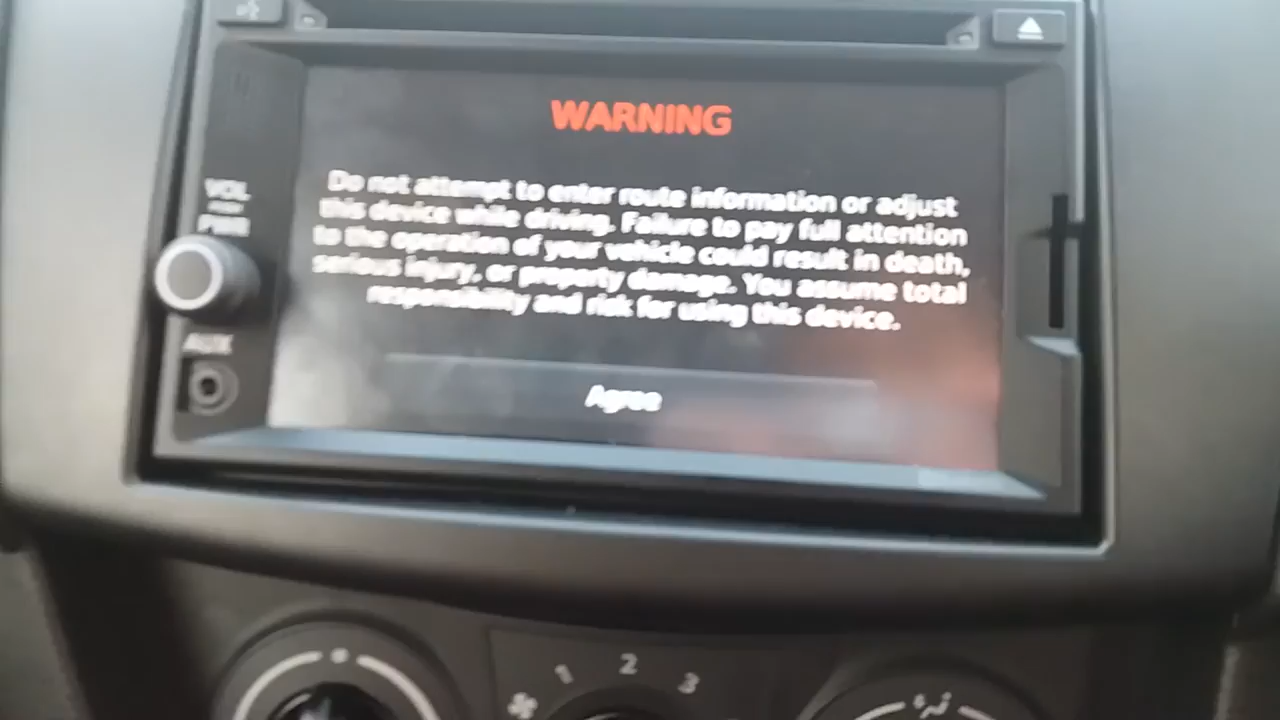 WARNING
Do not attempt to enter route information or adjust
this device while driving. Failure to pay full attention
to the operation of your vehicle could result in death,
serious injury, or property damage. You assume total
responsibility and risk for using this device.
Agree
VOL
PWR
AUX
1 2 3